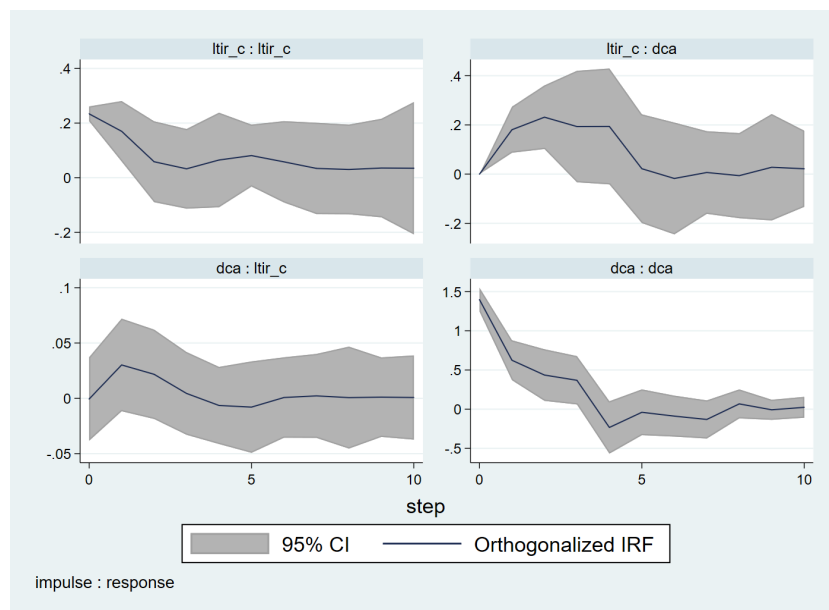 ltir_c : ltir_c
ltir_c : dca
.4
.2
0
-.2
.4
.2
0
-.2
dca : ltir_c
dca : dca
.1
.05
0
-.05
1.5
1
.5
0
-.5
0 5 10
0 5 10
step
95% CI Orthogonalized IRF
impulse : response